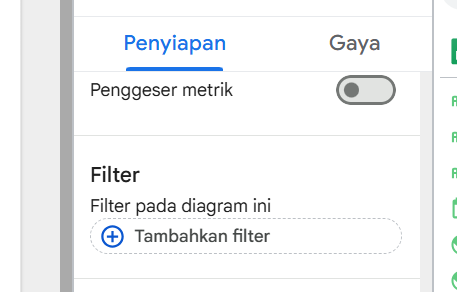 Penyiapan Gaya
Penggeser metrik
Filter
Filter pada diagram ini
Tambahkan filter